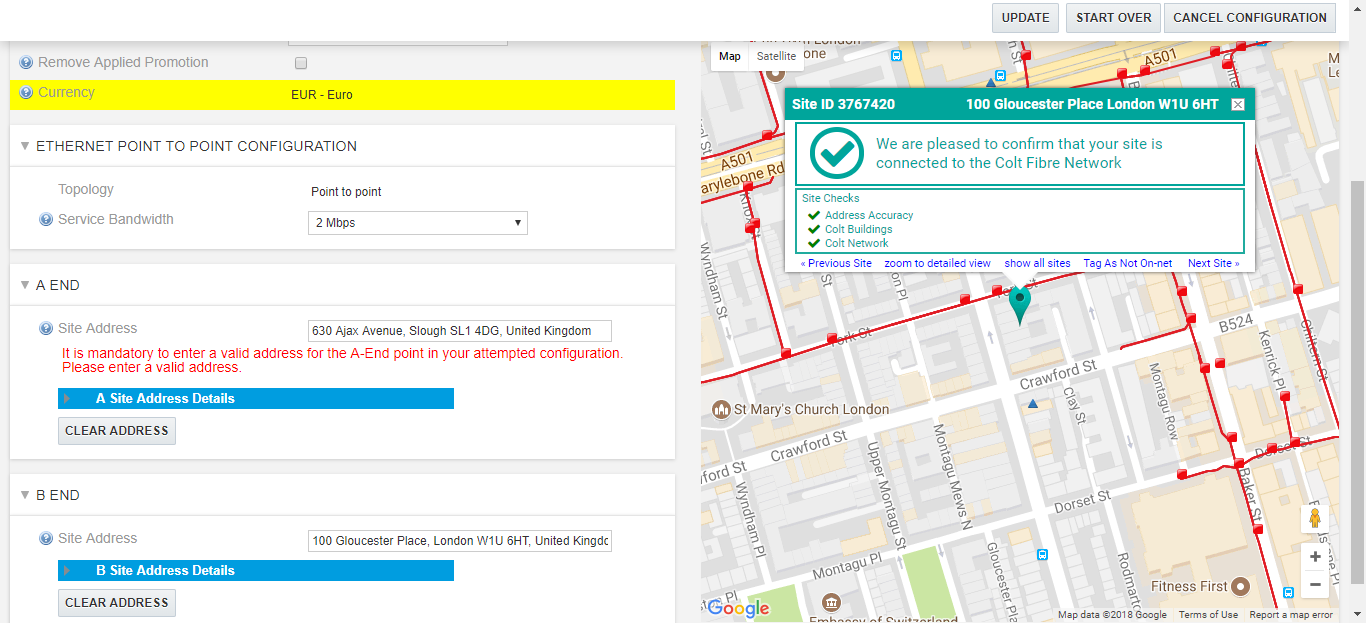 UPDATE
START OVER
CANCEL CONFIGURATION
Remove Applied Promotion
Currency
EUR - Euro
ETHERNET POINT TO POINT CONFIGURATION
Topology
Point to point
Service Bandwidth
2 Mbps
A END
Site Address
630 Ajax Avenue, Slough SL1 4DG, United Kingdom
It is mandatory to enter a valid address for the A-End point in your attempted configuration.
Please enter a valid address.
A Site Address Details
CLEAR ADDRESS
B END
Site Address
100 Gloucester Place, London W1U 6HT, United Kingdo
B Site Address Details
CLEAR ADDRESS
Map
Satellite
A501
Site ID 3767420
100 Gloucester Place London W1U 6HT
We are pleased to confirm that your site is
connected to the Colt Fibre Network
Site Checks
Address Accuracy
Colt Buildings
Colt Network
« Previous Site
zoom to detailed view
show all sites
Tag As Not On-net
Next Site »
A501
arylebone Rd
Knox St
Wyndham St
York St
B524
Crawford St
Kenrick Pl
Chiltern St
Clay St
Montagu Row
St Mary's Church London
Crawford St
ford St
Upper Montagu St
Montagu Mews N
Dorset St
Dorset St
Baker St
Wyndham Pl
Montagu Pl
Gloucester Pla
Rodmarto
Fitness First
Embassy of Switzerland
Google
Map data ©2018 Google
Terms of Use
Report a map error